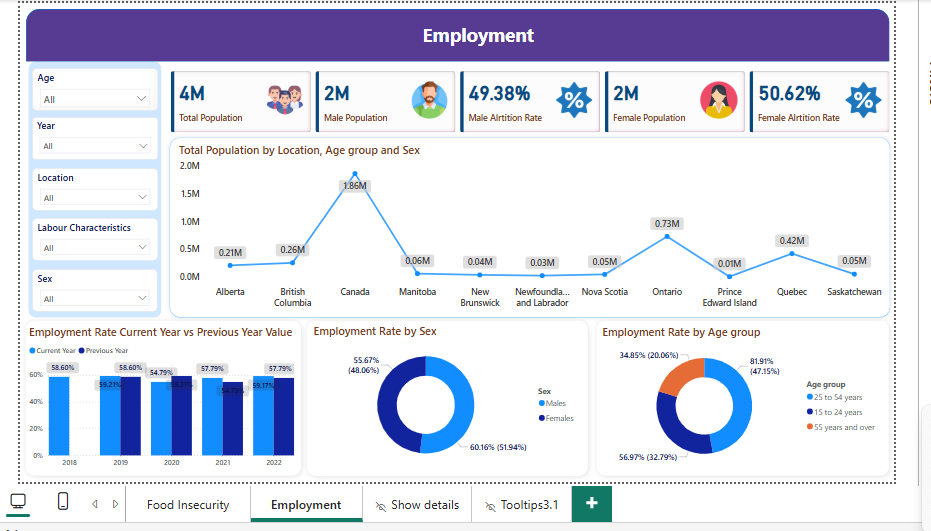 Employment
Age
All
Year
All
Location
All
Labour Characteristics
All
Sex
All
4M
Total Population
2M
Male Population
49.38%
Male Alrtition Rate
2M
Female Population
50.62%
Female Alrtition Rate
Total Population by Location, Age group and Sex
2.0M
1.5M
1.0M
0.5M
0.0M
0.21M
0.26M
1.86M
0.06M
0.04M
0.03M
0.05M
0.73M
0.01M
0.42M
0.05M
Alberta
British
Columbia
Canada
Manitoba
New
Brunswick
Newfoundla...
and Labrador
Nova Scotia
Ontario
Prince
Edward Island
Quebec
Saskatchewan
Employment Rate Current Year vs Previous Year Value
Current Year
Previous Year
60%
40%
20%
0%
58.60%
59.21%
58.60%
54.79%
57.79%
59.17%
57.79%
2018
2019
2020
2021
2022
Employment Rate by Sex
55.67%
(48.06%)
60.16% (51.94%)
Sex
Males
Females
Employment Rate by Age group
34.85% (20.06%)
81.91%
(47.15%)
56.97% (32.79%)
Age group
25 to 54 years
15 to 24 years
55 years and over
Food Insecurity
Employment
Show details
Tooltips3.1
+